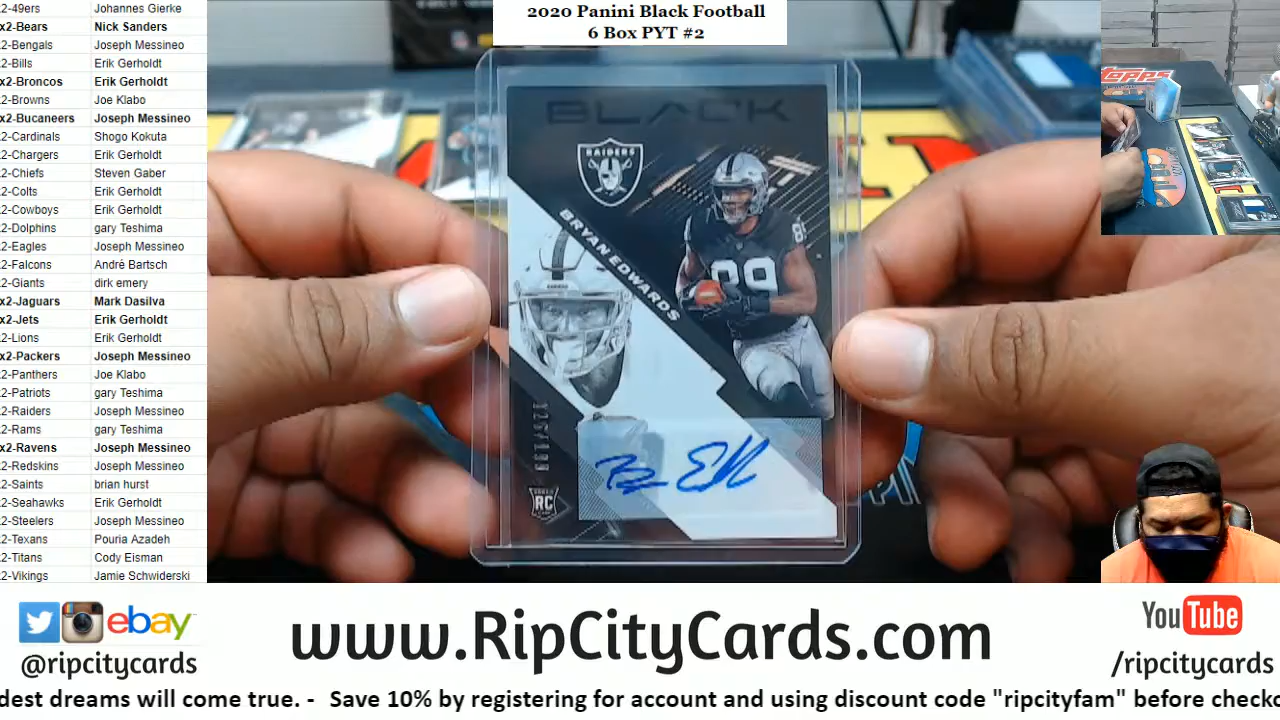 2020 Panini Black Football
6 Box PYT #2
2-49ers Johannes Gierke
x2-Bears Nick Sanders
2-Bengals Joseph Messineo
2-Bills Erik Gerholdt
x2-Broncos Erik Gerholdt
2-Browns Joe Klabo
x2-Bucaneers Joseph Messineo
2-Cardinals Shogo Kokuta
2-Chargers Erik Gerholdt
2-Chiefs Steven Gaber
2-Colts Erik Gerholdt
2-Cowboys Erik Gerholdt
2-Dolphins gary Teshima
2-Eagles Joseph Messineo
2-Falcons André Bartsch
2-Giants dirk emery
x2-Jaguars Mark Dasilva
x2-Jets Erik Gerholdt
2-Lions Erik Gerholdt
x2-Packers Joseph Messineo
2-Panthers Joe Klabo
2-Patriots gary Teshima
2-Raiders Joseph Messineo
2-Rams gary Teshima
x2-Ravens Joseph Messineo
2-Redskins Joseph Messineo
2-Saints brian hurst
2-Seahawks Erik Gerholdt
2-Steelers Joseph Messineo
2-Texans Pouria Azadeh
2-Titans Cody Eisman
2-Vikings Jamie Schwiderski
BLACK
RAIDERS
BRYAN EDWARDS
89
RC
topps
ebay
@ripcitycards
www.RipCityCards.com
YouTube
/ripcitycards
dest dreams will come true. - Save 10% by registering for account and using discount code "ripcityfam" before checko